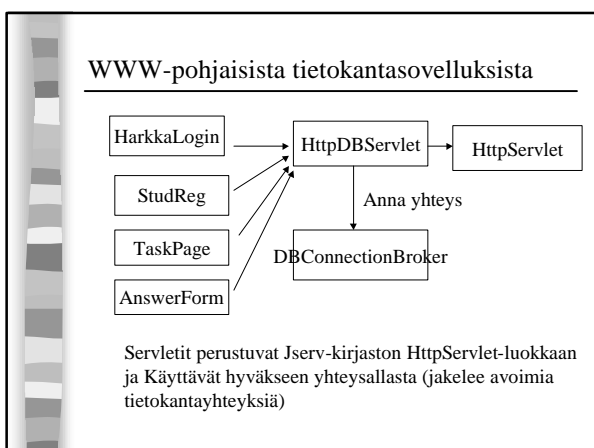 WWW-pohjaisista tietokantasovelluksista
HarkkaLogin
HttpDBServlet
HttpServlet
StudReg
Anna yhteys
TaskPage
DBConnectionBroker
AnswerForm
Servletit perustuvat Jserv-kirjaston HttpServlet-luokkaan
ja Käyttävät hyväkseen yhteysallasta (jakelee avoimia
tietokantayhteyksiä)